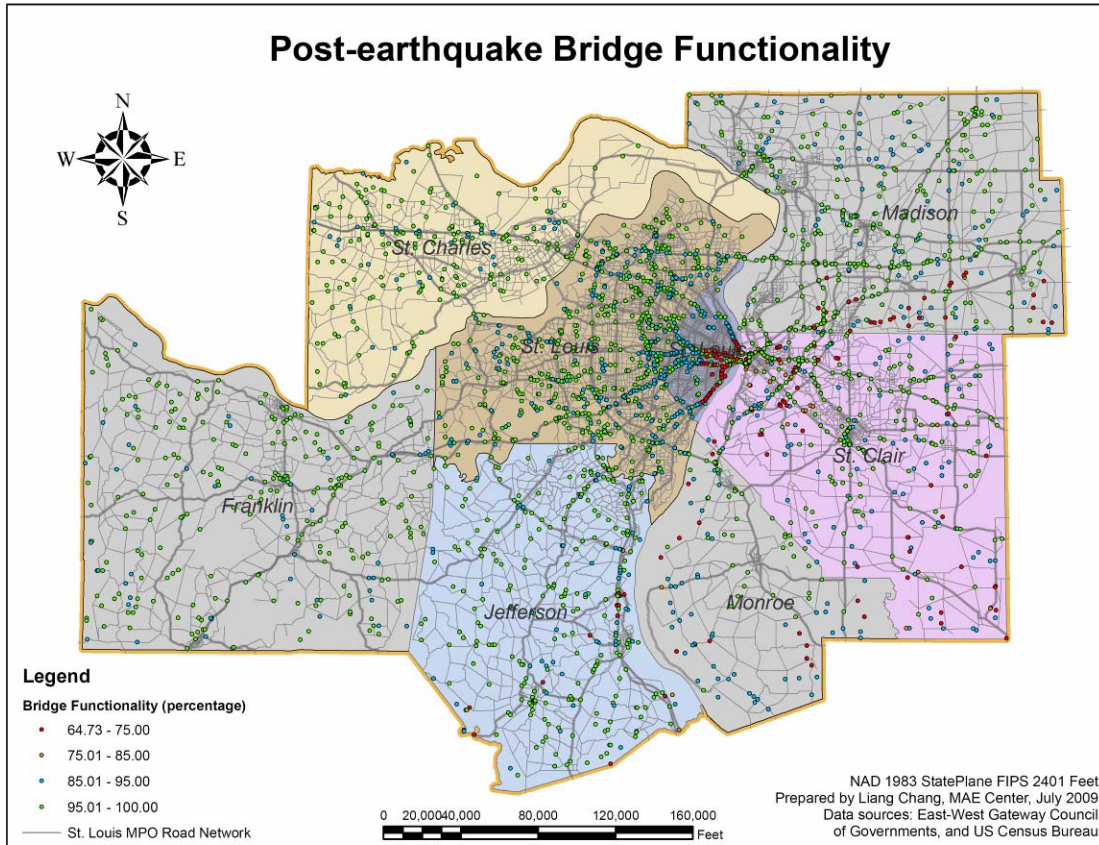 Post-earthquake Bridge Functionality
N
W E
S
Madison
St. Charles
St. Louis
St. Clair
Franklin
Jefferson
Monroe
Legend
Bridge Functionality (percentage)
64.73 - 75.00
75.01 - 85.00
85.01 - 95.00
95.01 - 100.00
St. Louis MPO Road Network
0 20,000 40,000 80,000 120,000 160,000
Feet
NAD 1983 StatePlane FIPS 2401 Feet
Prepared by Liang Chang, MAE Center, July 2009
Data sources: East-West Gateway Council
of Governments, and US Census Bureau